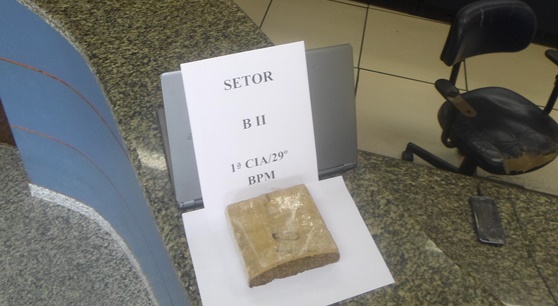 SETOR
B II
1ª CIA/29º
BPM